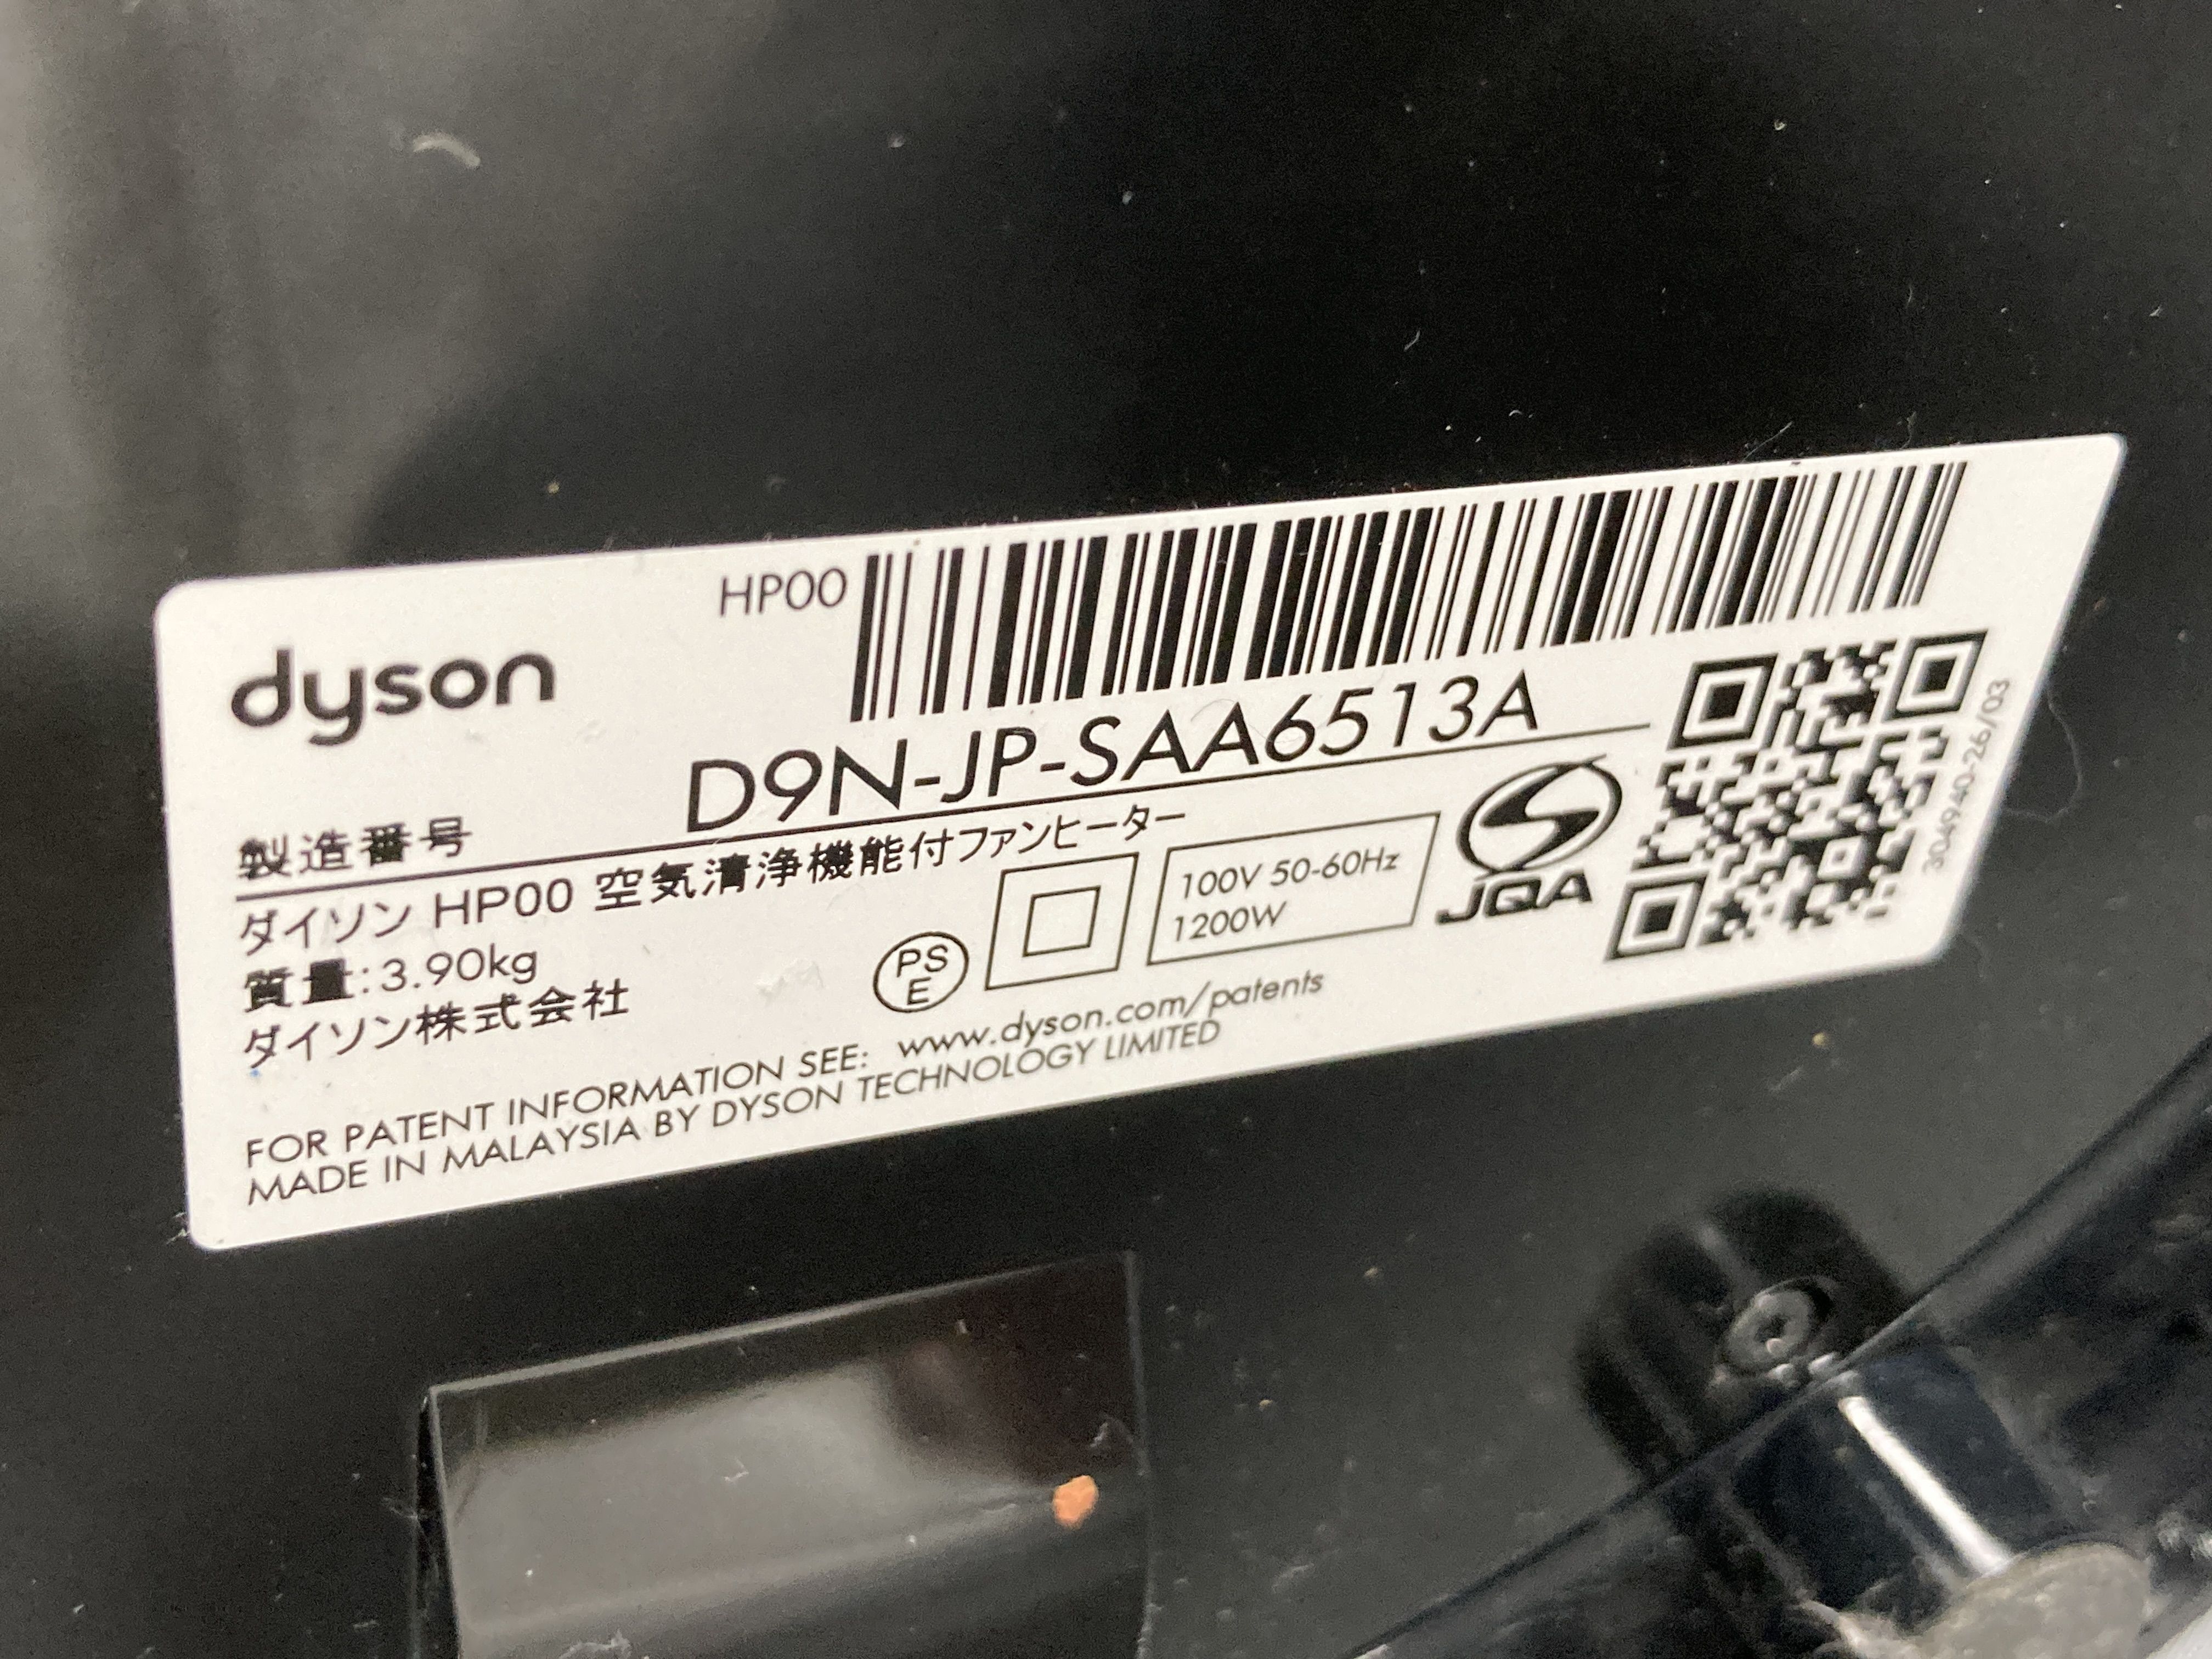 HP00
dyson
製造番号 D9N-JP-SAA6513A
ダイソン HP00 空気清浄機能付ファンヒーター
質量:3.90kg
ダイソン株式会社
PS
E
100V 50-60Hz
1200W
JQA
304940-26/03
FOR PATENT INFORMATION SEE: www.dyson.com/patents
MADE IN MALAYSIA BY DYSON TECHNOLOGY LIMITED